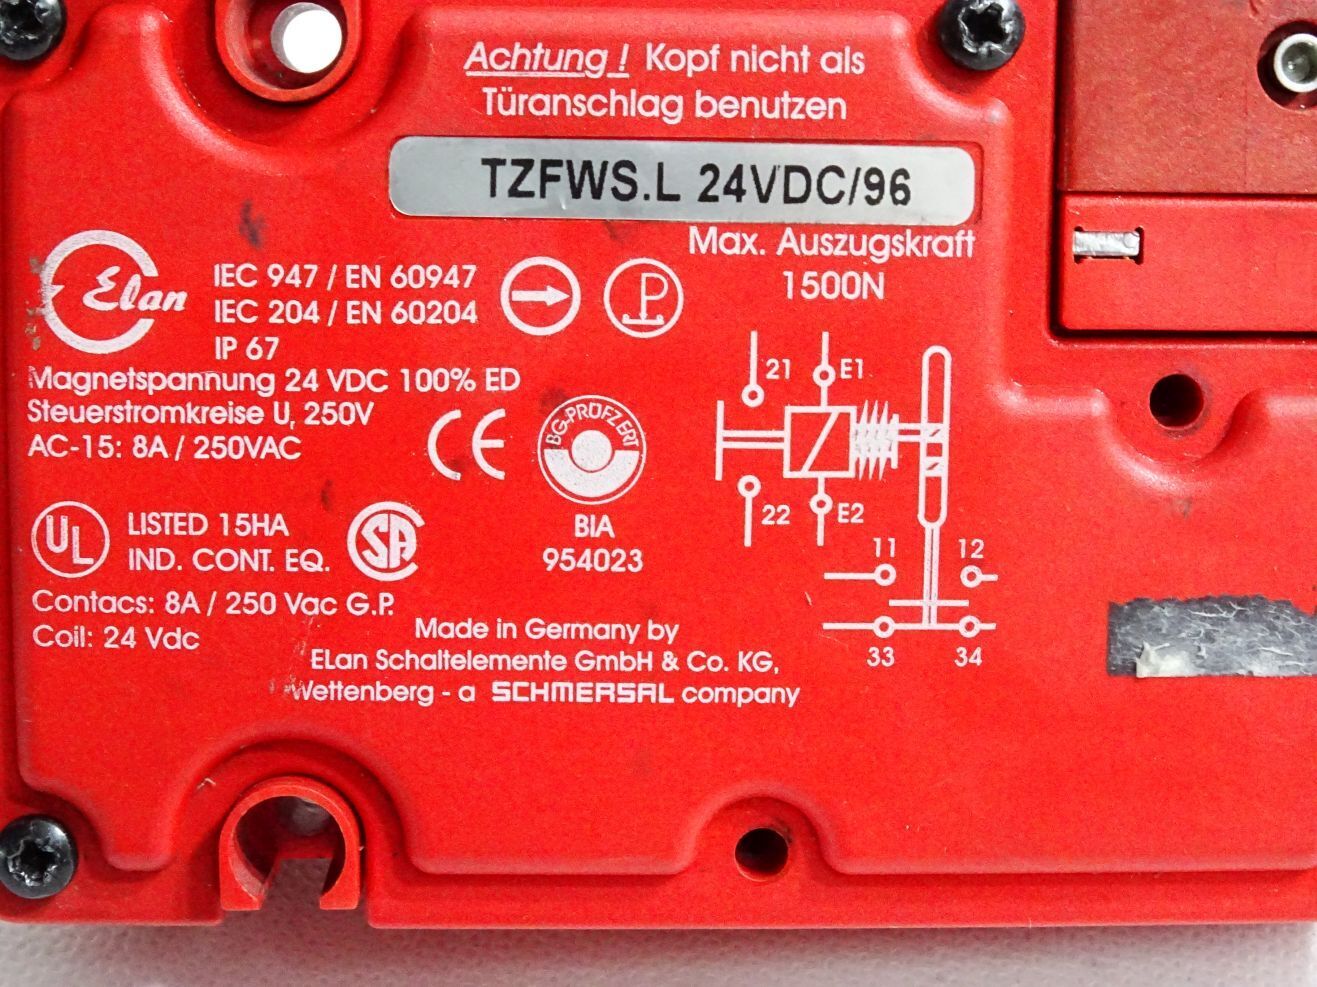 Achtung ! Kopf nicht als
Türanschlag benutzen
TZFWS.L 24VDC/96
Max. Auszugskraft
1500N
Elan
IEC 947 / EN 60947
IEC 204 / EN 60204
IP 67
Magnetspannung 24 VDC 100% ED
Steuerstromkreise U, 250V
AC-15: 8A / 250VAC
CE
BG-PRÜFZERT
BIA
954023
P
21
E1
22
E2
11
12
33
34
UL
LISTED 15HA
IND. CONT. EQ.
SA
Contacs: 8A / 250 Vac G.P.
Coil: 24 Vdc
Made in Germany by
ELan Schaltelemente GmbH & Co. KG,
Wettenberg - a SCHMERSAL company